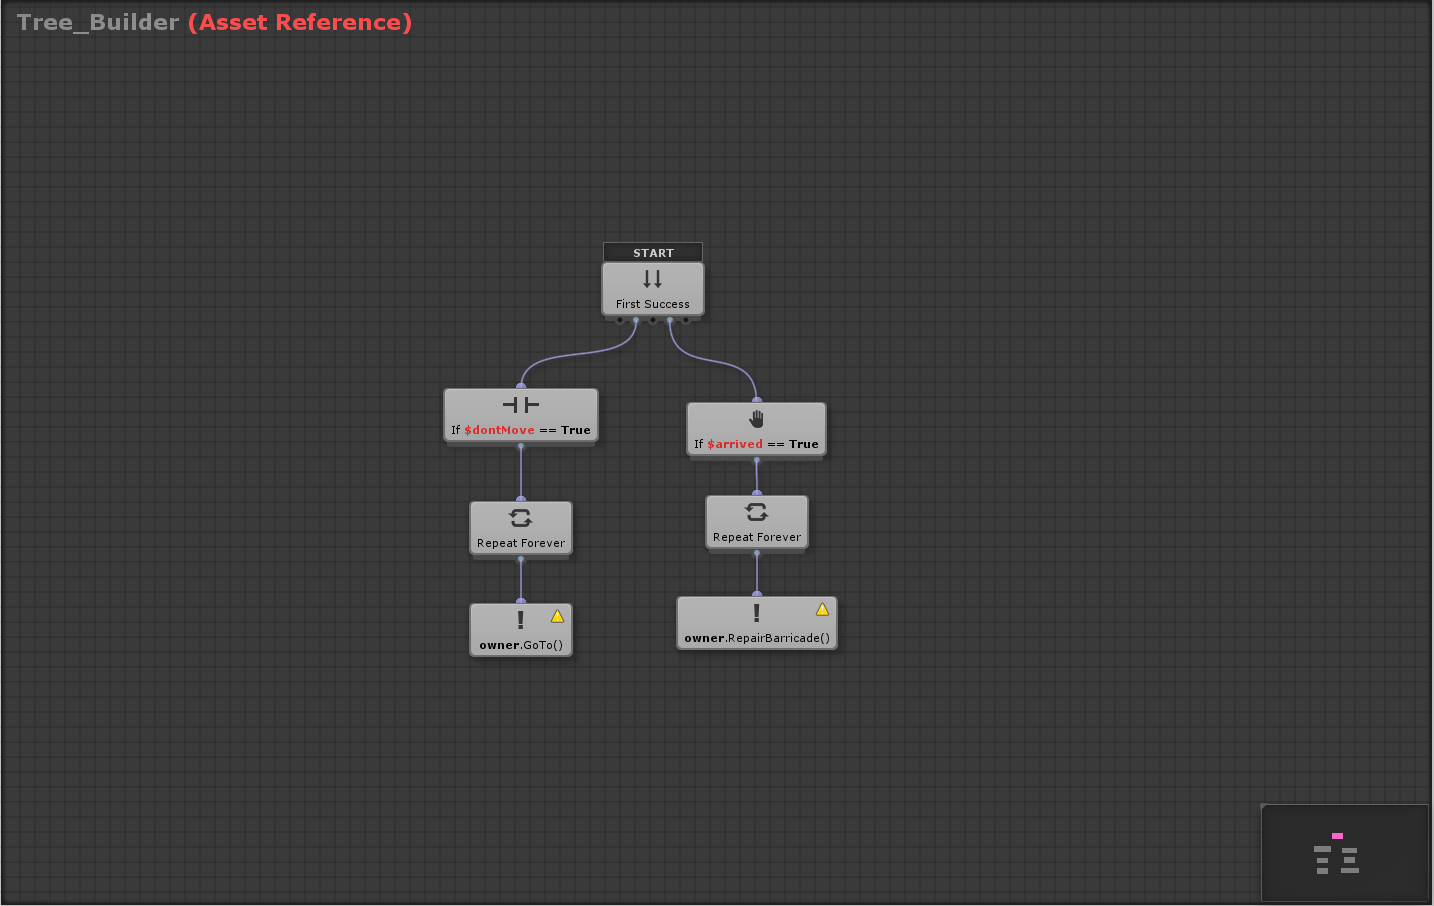 Tree_Builder (Asset Reference)
START
First Success
If $dontMove == True
If $arrived == True
Repeat Forever
Repeat Forever
owner.GoTo()
owner.RepairBarricade()